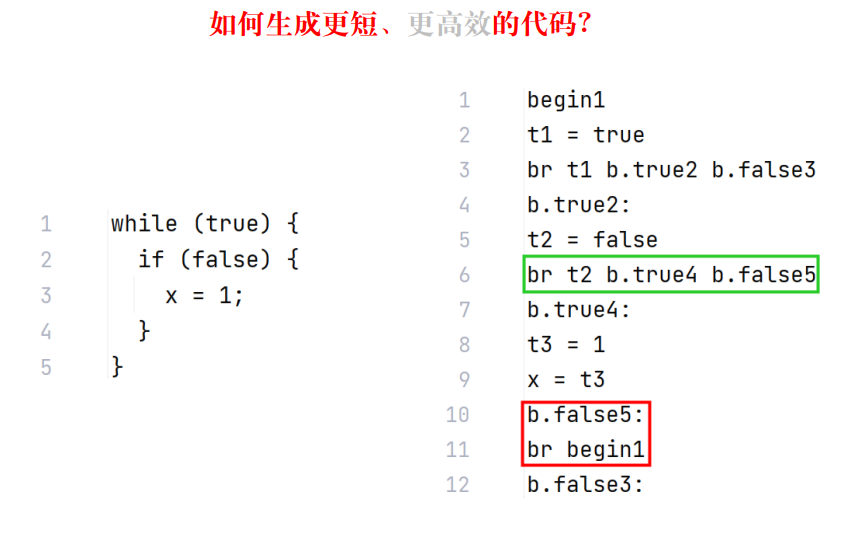 如何生成更短、更高效的代码？
1 while (true) {
2 if (false) {
3 x = 1;
4 }
5 }
1 begin1
2 t1 = true
3 br t1 b.true2 b.false3
4 b.true2:
5 t2 = false
6 br t2 b.true4 b.false5
7 b.true4:
8 t3 = 1
9 x = t3
10 b.false5:
11 br begin1
12 b.false3: